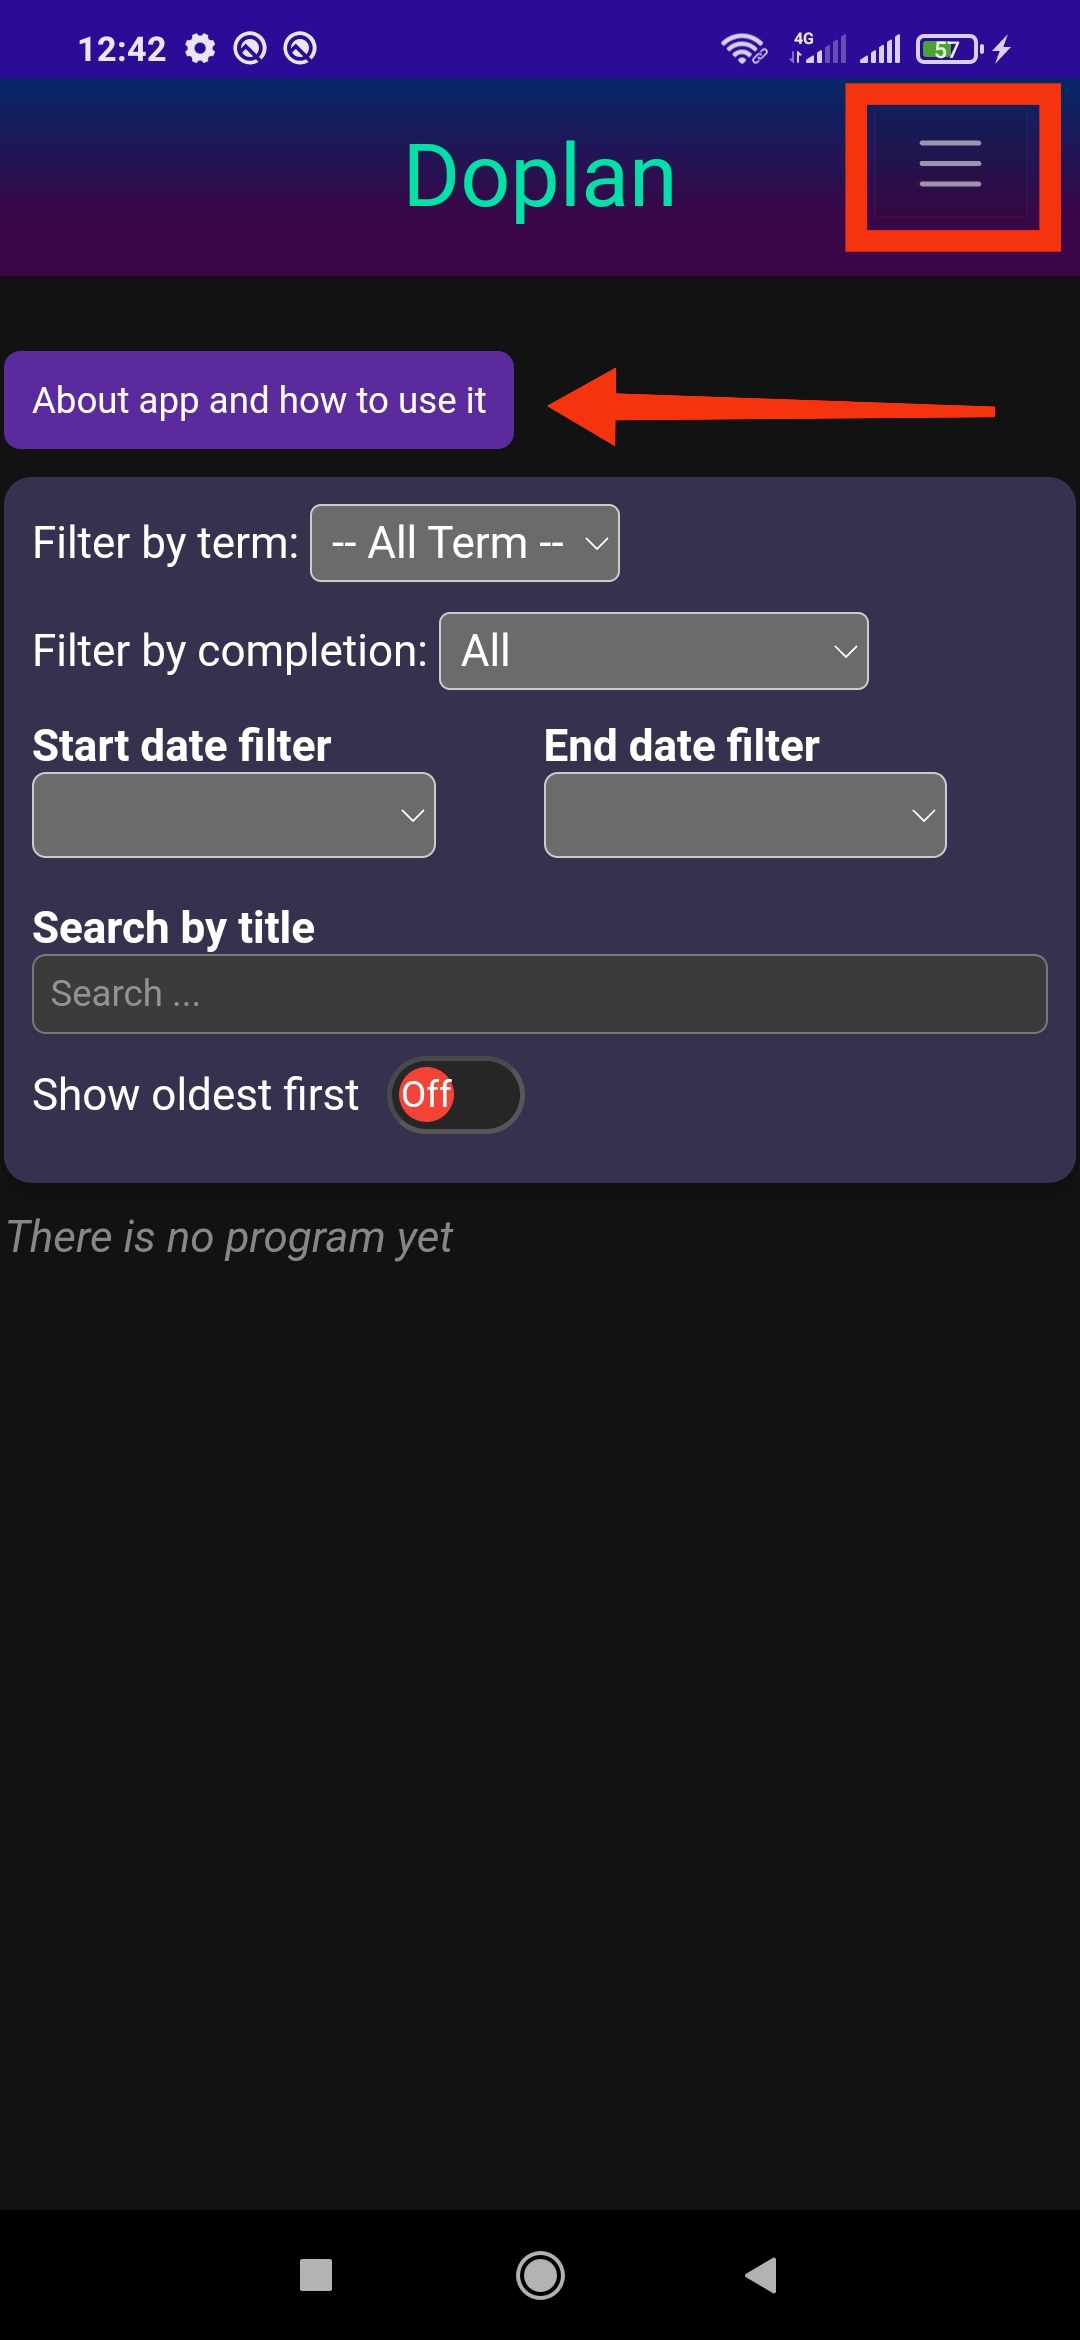 12:42
4G
57
Doplan
About app and how to use it
Filter by term: -- All Term --
Filter by completion: All
Start date filter End date filter
Search by title
Search ...
Show oldest first Off
There is no program yet